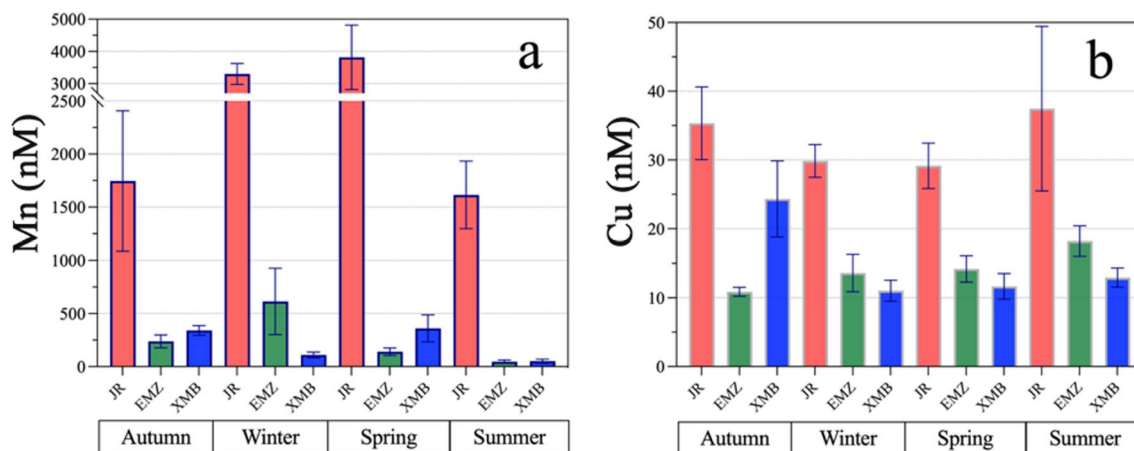 a
Mn (nM)
5000
4000
3000
2500
2000
1500
1000
500
0
JR EMZ XMB JR EMZ XMB JR EMZ XMB JR EMZ XMB
Autumn Winter Spring Summer
b
Cu (nM)
50
40
30
20
10
0
JR EMZ XMB JR EMZ XMB JR EMZ XMB JR EMZ XMB
Autumn Winter Spring Summer